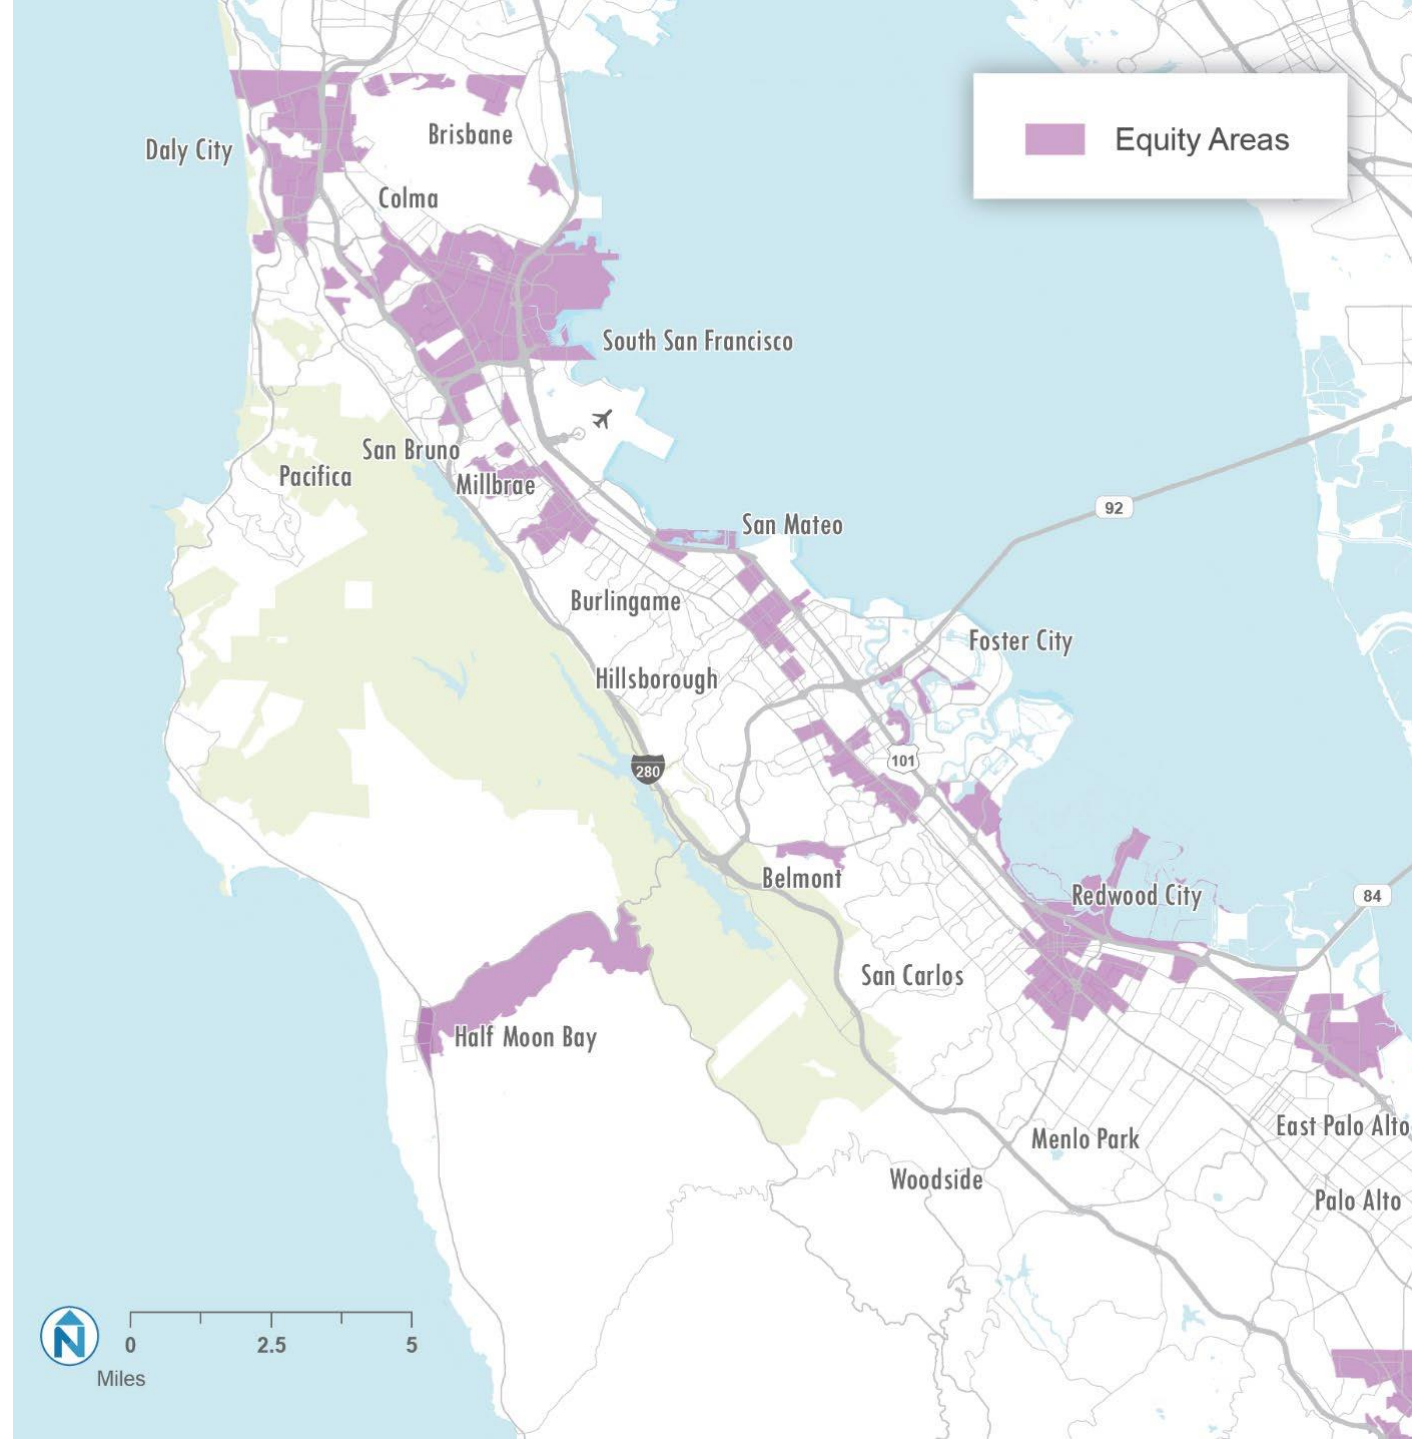 Equity Areas
Brisbane
Daly City
Colma
South San Francisco
San Bruno
Pacifica
Millbrae
92
San Mateo
Burlingame
Foster City
Hillsborough
101
280
Belmont
Redwood City
84
San Carlos
Half Moon Bay
East Palo Alto
Menlo Park
Woodside
Palo Alto
N
0 2.5 5
Miles